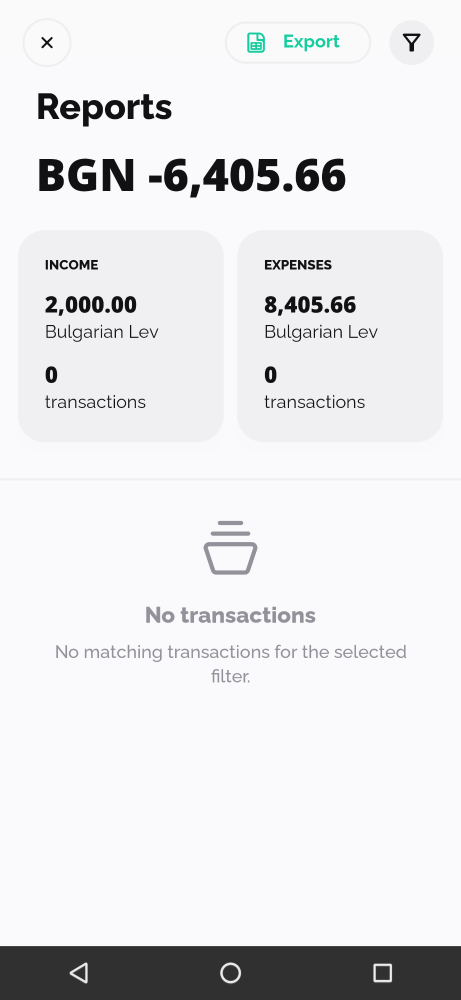 Export
Reports
BGN -6,405.66
INCOME
2,000.00
Bulgarian Lev
0
transactions
EXPENSES
8,405.66
Bulgarian Lev
0
transactions
No transactions
No matching transactions for the selected
filter.